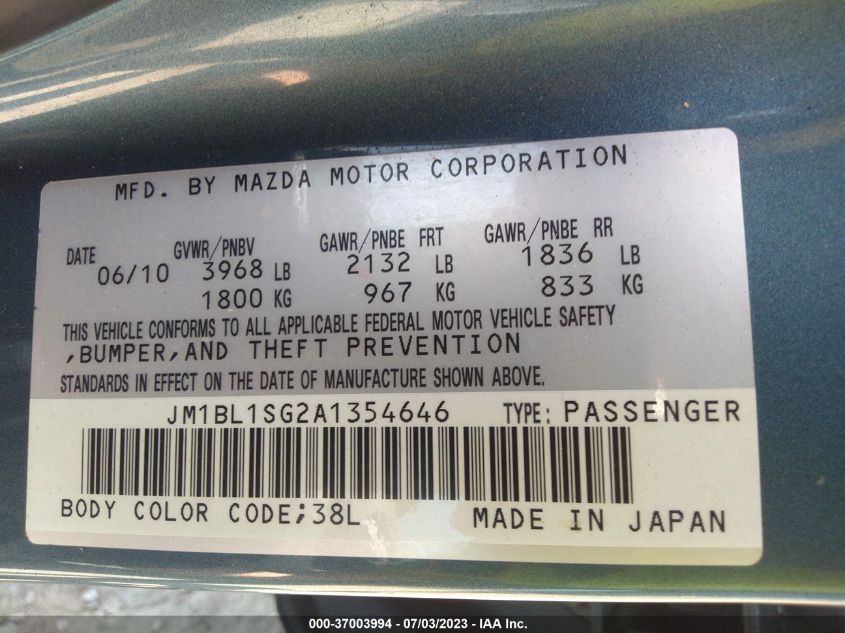 MFD. BY MAZDA MOTOR CORPORATION
DATE GVWR/PNBV GAWR/PNBE FRT GAWR/PNBE RR
06/10 3968 LB 2132 LB 1836 LB
1800 KG 967 KG 833 KG
THIS VEHICLE CONFORMS TO ALL APPLICABLE FEDERAL MOTOR VEHICLE SAFETY
,BUMPER,AND THEFT PREVENTION
STANDARDS IN EFFECT ON THE DATE OF MANUFACTURE SHOWN ABOVE.
JM1BL1SG2A1354646 TYPE: PASSENGER
BODY COLOR CODE;38L MADE IN JAPAN
000-37003994 - 07/03/2023 - IAA Inc.